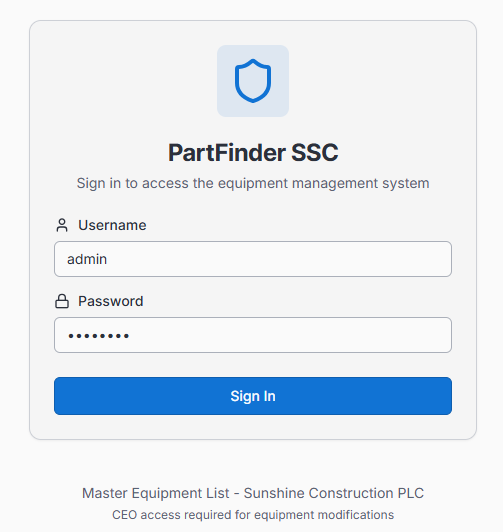 PartFinder SSC
Sign in to access the equipment management system
Username
admin
Password
••••••••
Sign In
Master Equipment List - Sunshine Construction PLC
CEO access required for equipment modifications